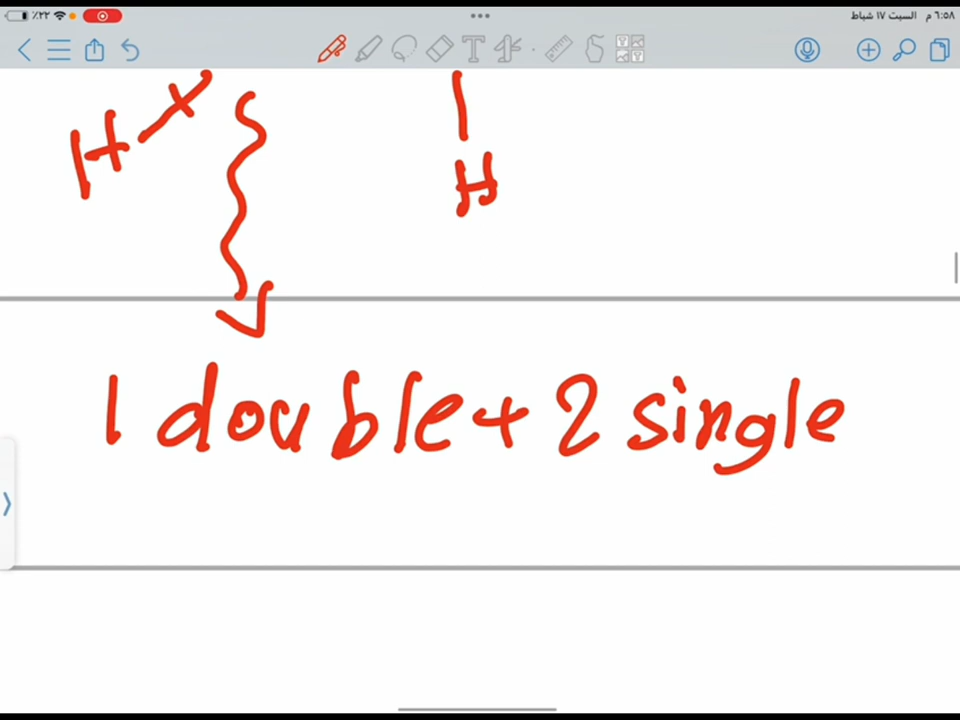 ٪٢٢
السبت ١٧ شباط ٦:٥٨ م
T
H
H
1 double + 2 single